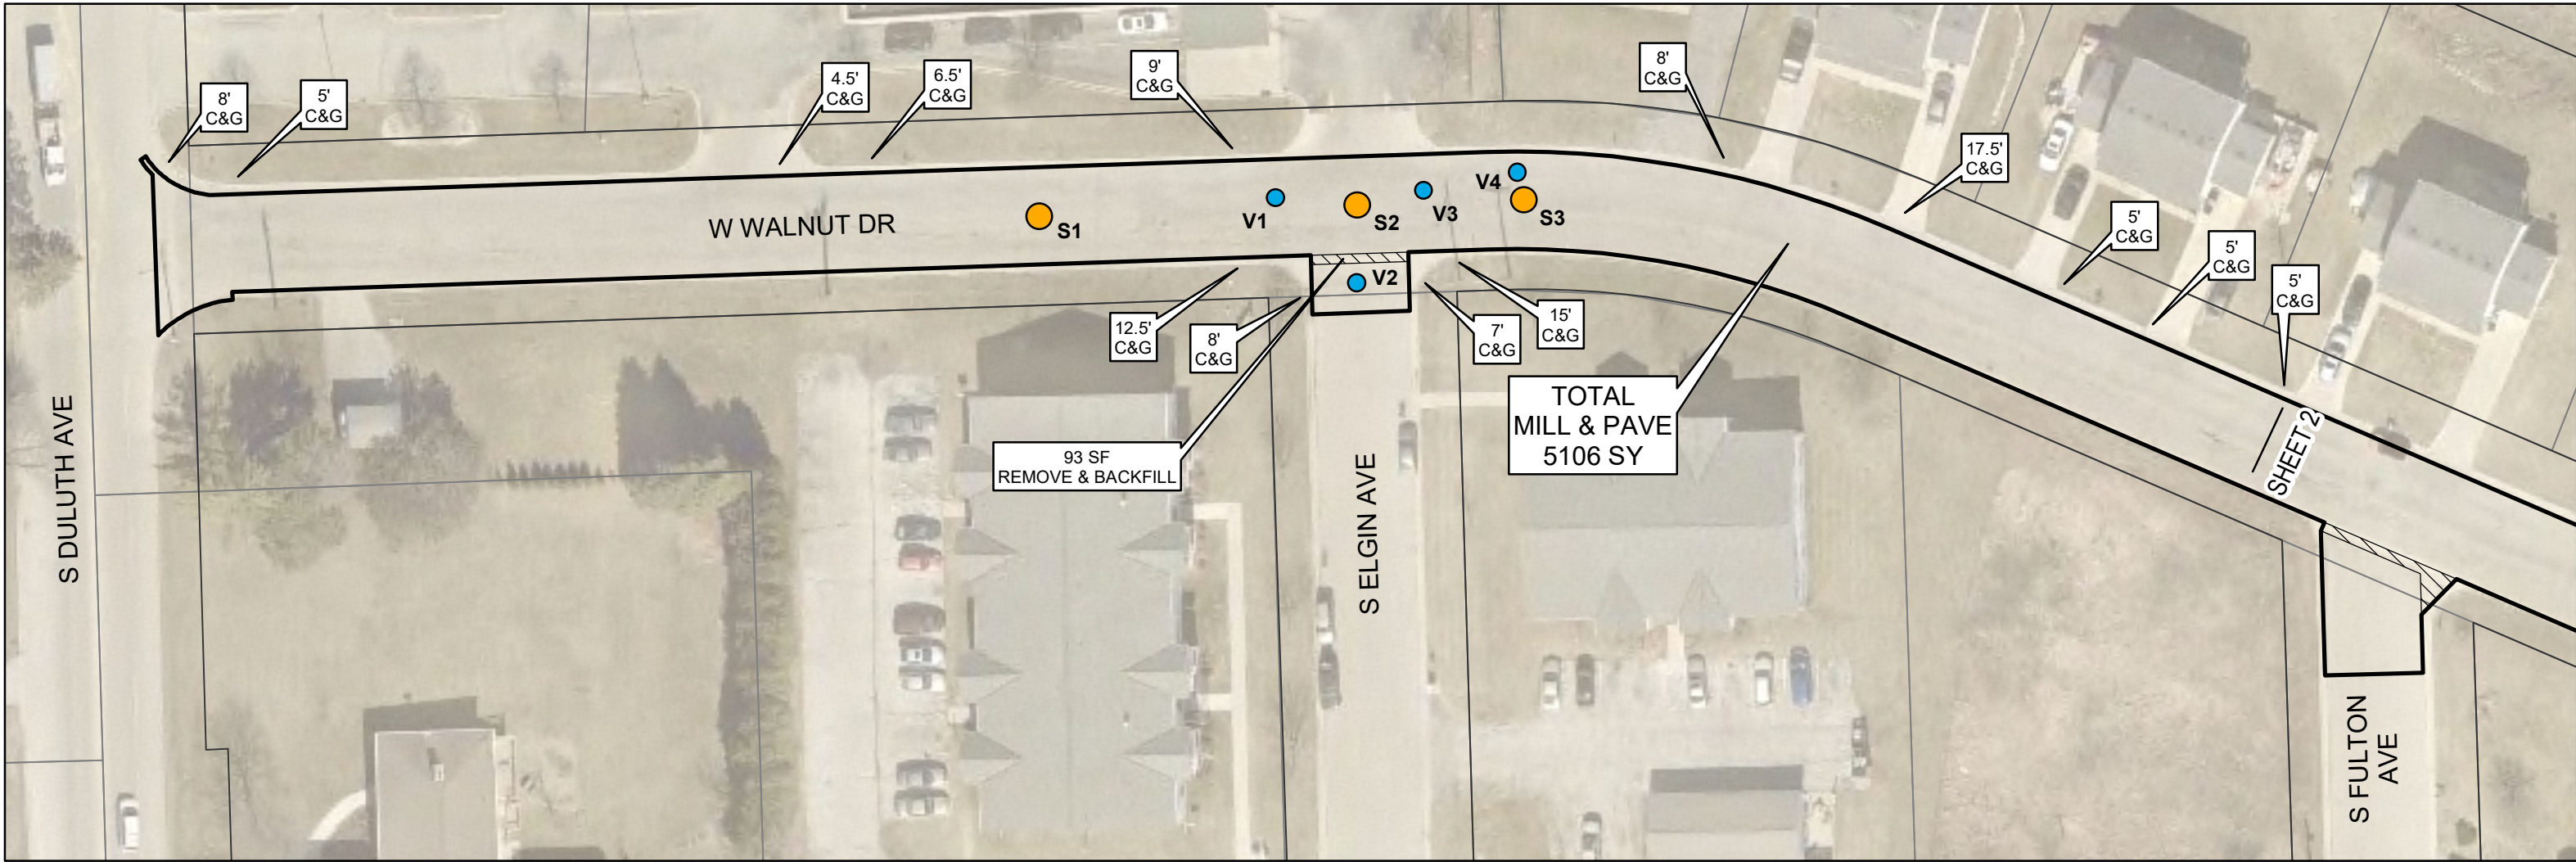 8'
C&G
5'
C&G
4.5'
C&G
6.5'
C&G
9'
C&G
8'
C&G
17.5'
C&G
5'
C&G
5'
C&G
5'
C&G
W WALNUT DR
S1
V1
S2
V3
V4
S3
V2
12.5'
C&G
8'
C&G
7'
C&G
15'
C&G
TOTAL
MILL & PAVE
5106 SY
93 SF
REMOVE & BACKFILL
SHEET 2
S DULUTH AVE
S ELGIN AVE
S FULTON
AVE